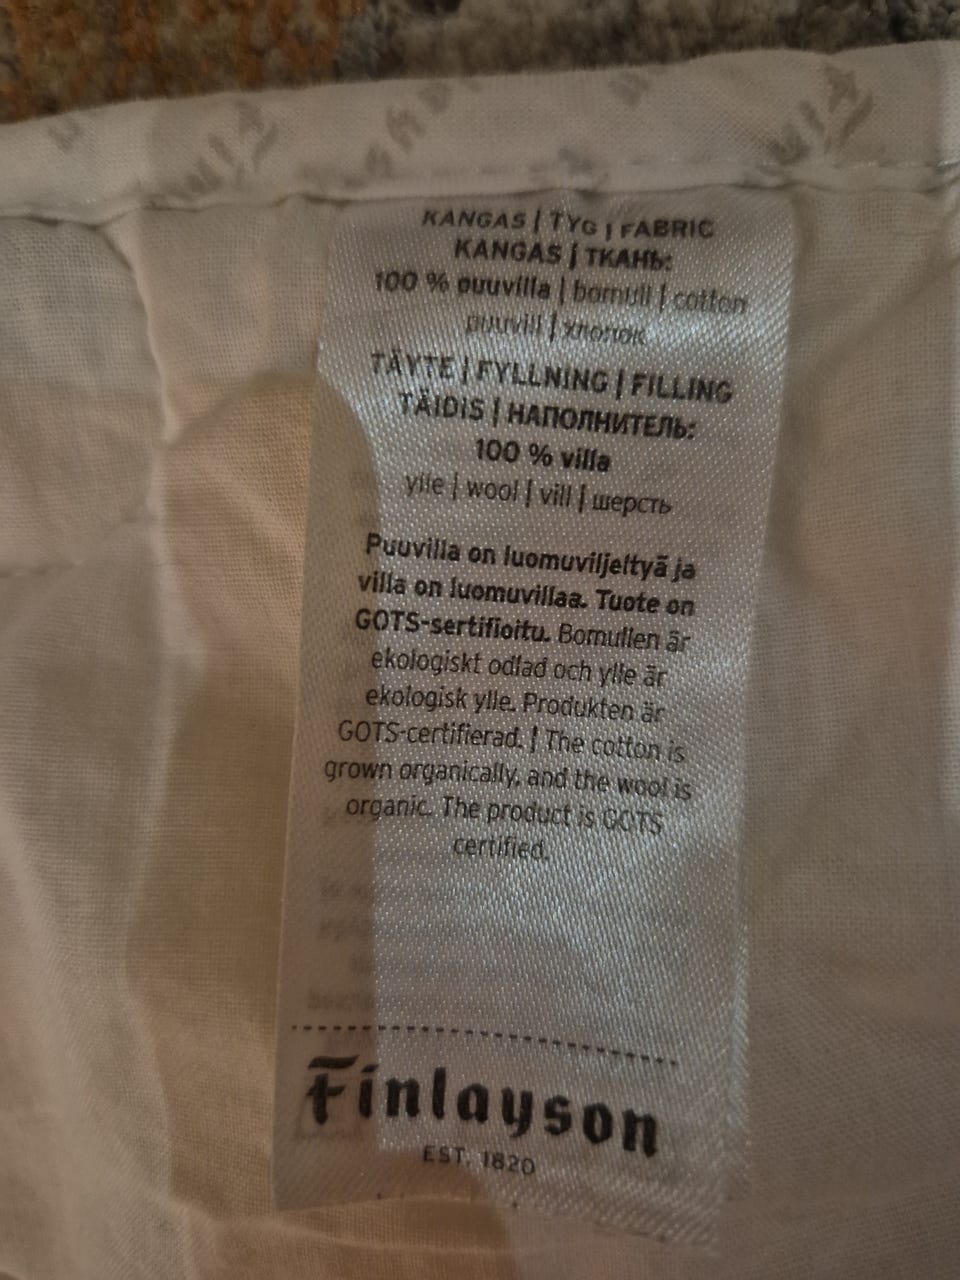 KANGAS | TYG | FABRIC
KANGAS | ТКАНЬ:
100 % puuvilla | bomull | cotton
puuvill | хлопок
TÄYTE | FYLLNING | FILLING
TÄIDIS | НАПОЛНИТЕЛЬ:
100 % villa
ylle | wool | vill | шерсть
Puuvilla on luomuviljeltyä ja
villa on luomuvillaa. Tuote on
GOTS-sertifioitu. Bomullen är
ekologiskt odlad och ylle är
ekologisk ylle. Produkten är
GOTS-certifierad. | The cotton is
grown organically, and the wool is
organic. The product is GOTS
certified.
Finlayson
EST. 1820